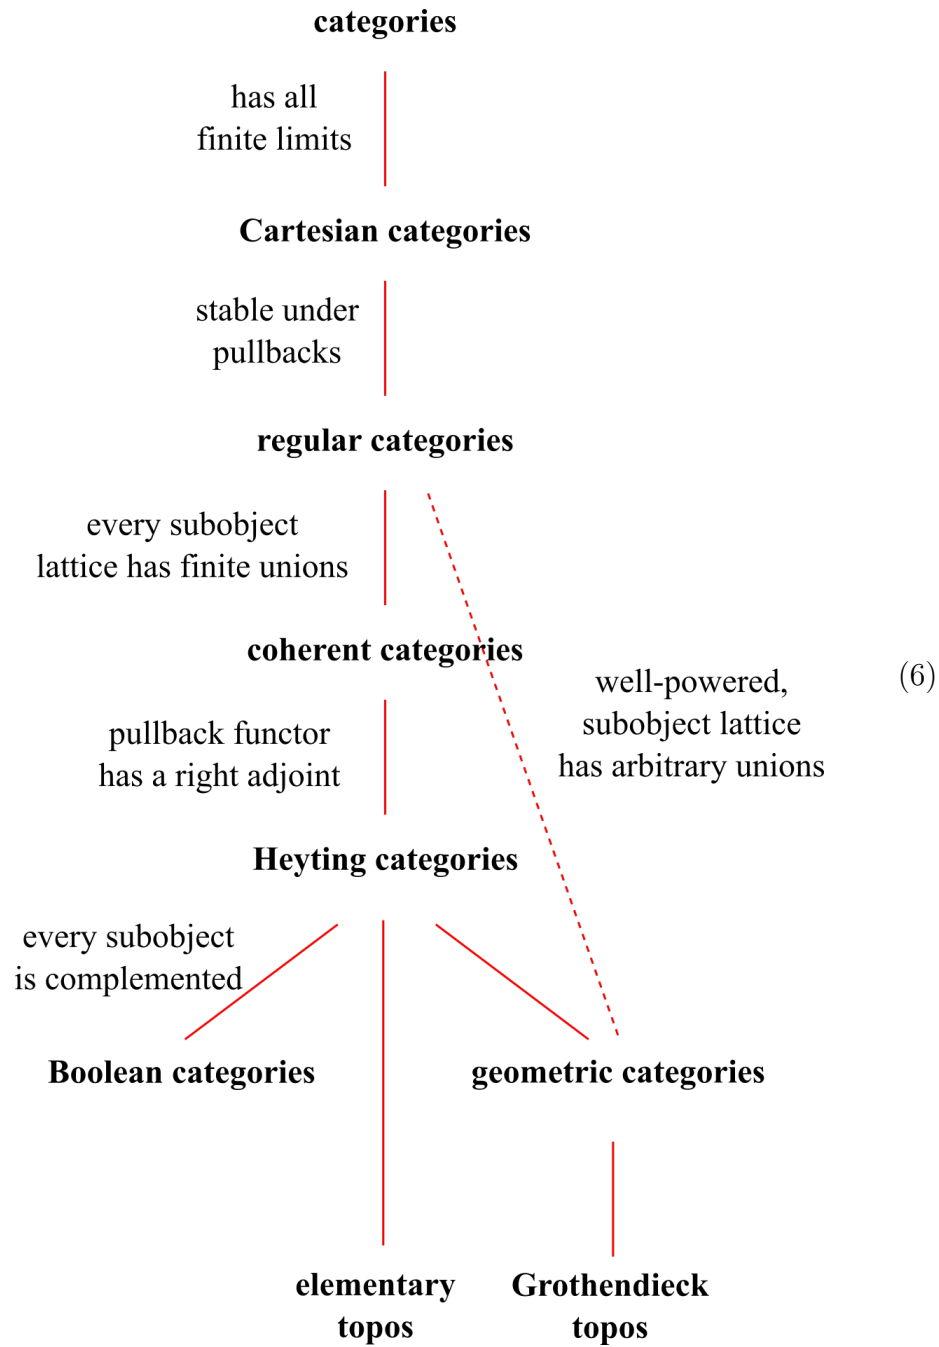 categories
has all
finite limits
Cartesian categories
stable under
pullbacks
regular categories
every subobject
lattice has finite unions
coherent categories
well-powered,
subobject lattice
has arbitrary unions
(6)
pullback functor
has a right adjoint
Heyting categories
every subobject
is complemented
Boolean categories
geometric categories
elementary
topos
Grothendieck
topos